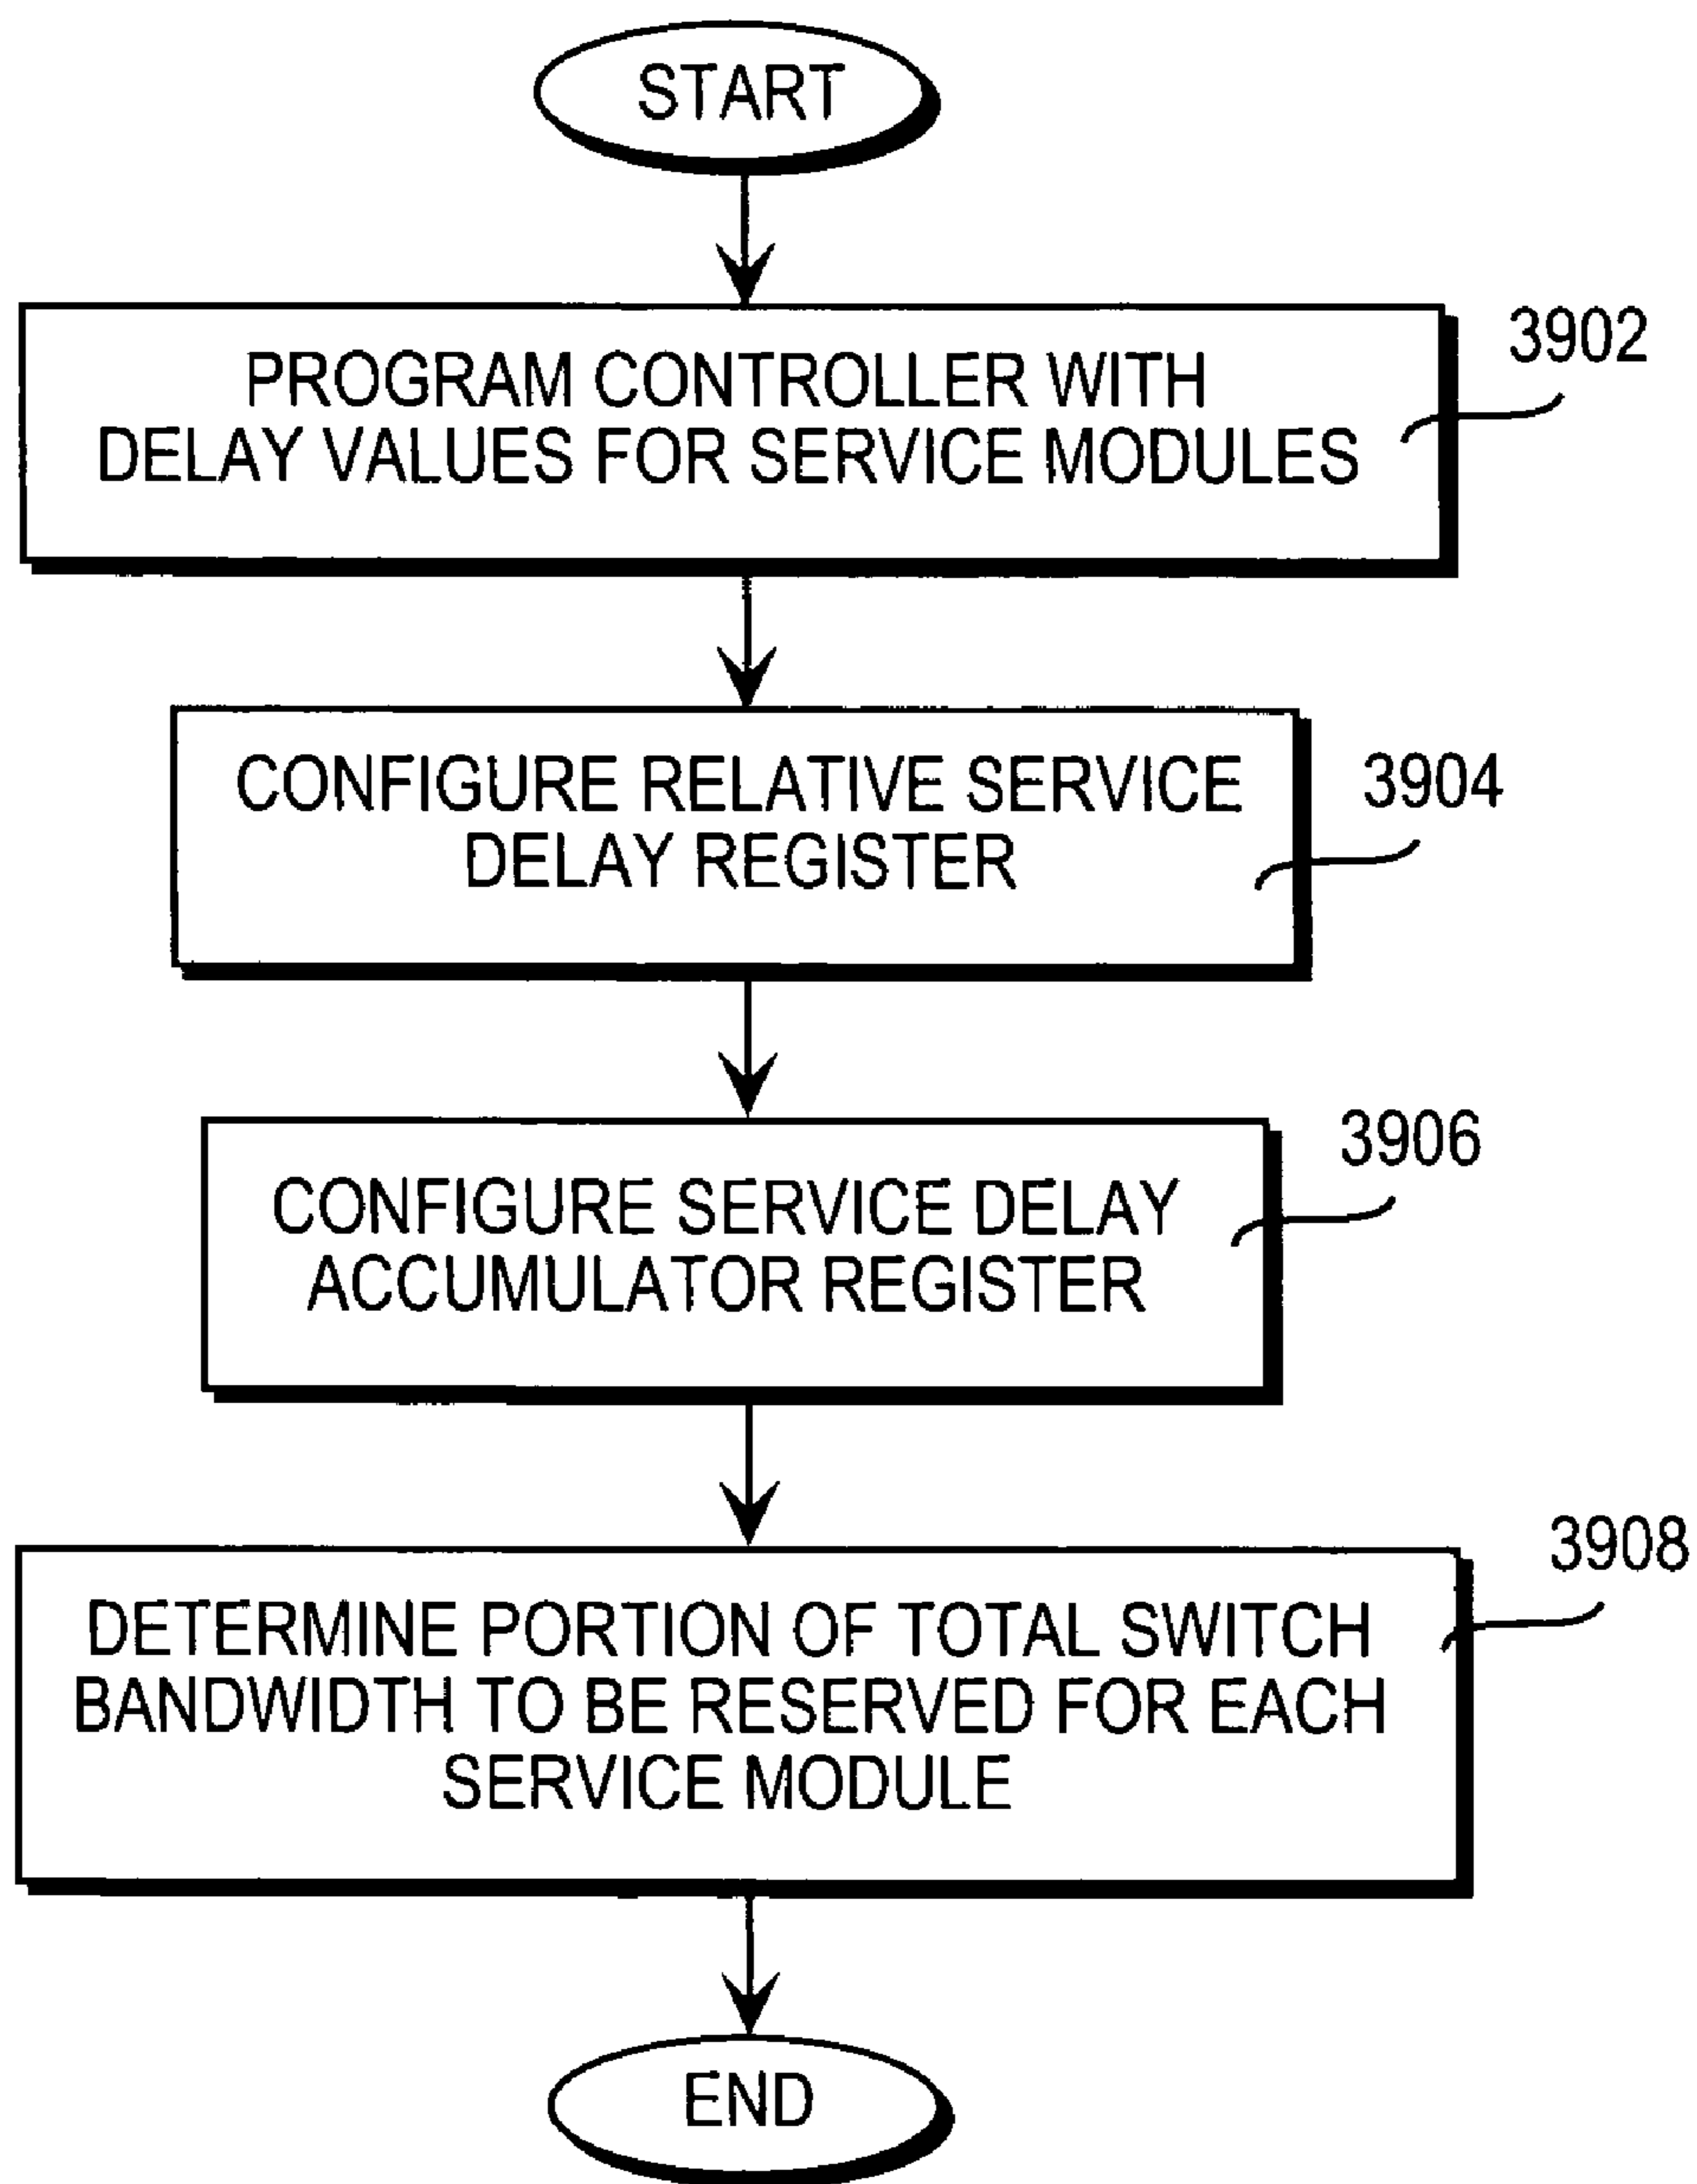 START
3902
PROGRAM CONTROLLER WITH
DELAY VALUES FOR SERVICE MODULES
3904
CONFIGURE RELATIVE SERVICE
DELAY REGISTER
3906
CONFIGURE SERVICE DELAY
ACCUMULATOR REGISTER
3908
DETERMINE PORTION OF TOTAL SWITCH
BANDWIDTH TO BE RESERVED FOR EACH
SERVICE MODULE
END